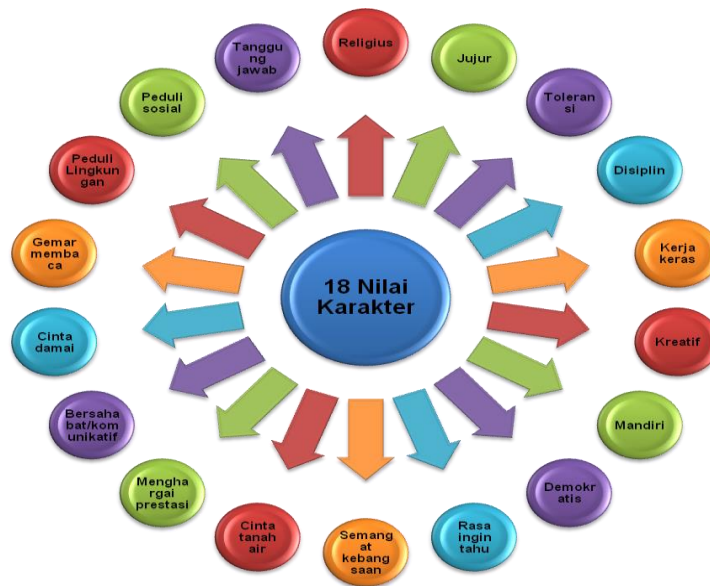 18 Nilai
Karakter
Religius
Jujur
Toleran
si
Disiplin
Kerja
keras
Kreatif
Mandiri
Demokr
atis
Rasa
ingin
tahu
Semang
at
kebang
saan
Cinta
tanah
air
Mengha
rgai
prestasi
Bersaha
bat/kom
unikatif
Cinta
damai
Gemar
memba
ca
Peduli
Lingkun
gan
Peduli
sosial
Tanggu
ng
jawab